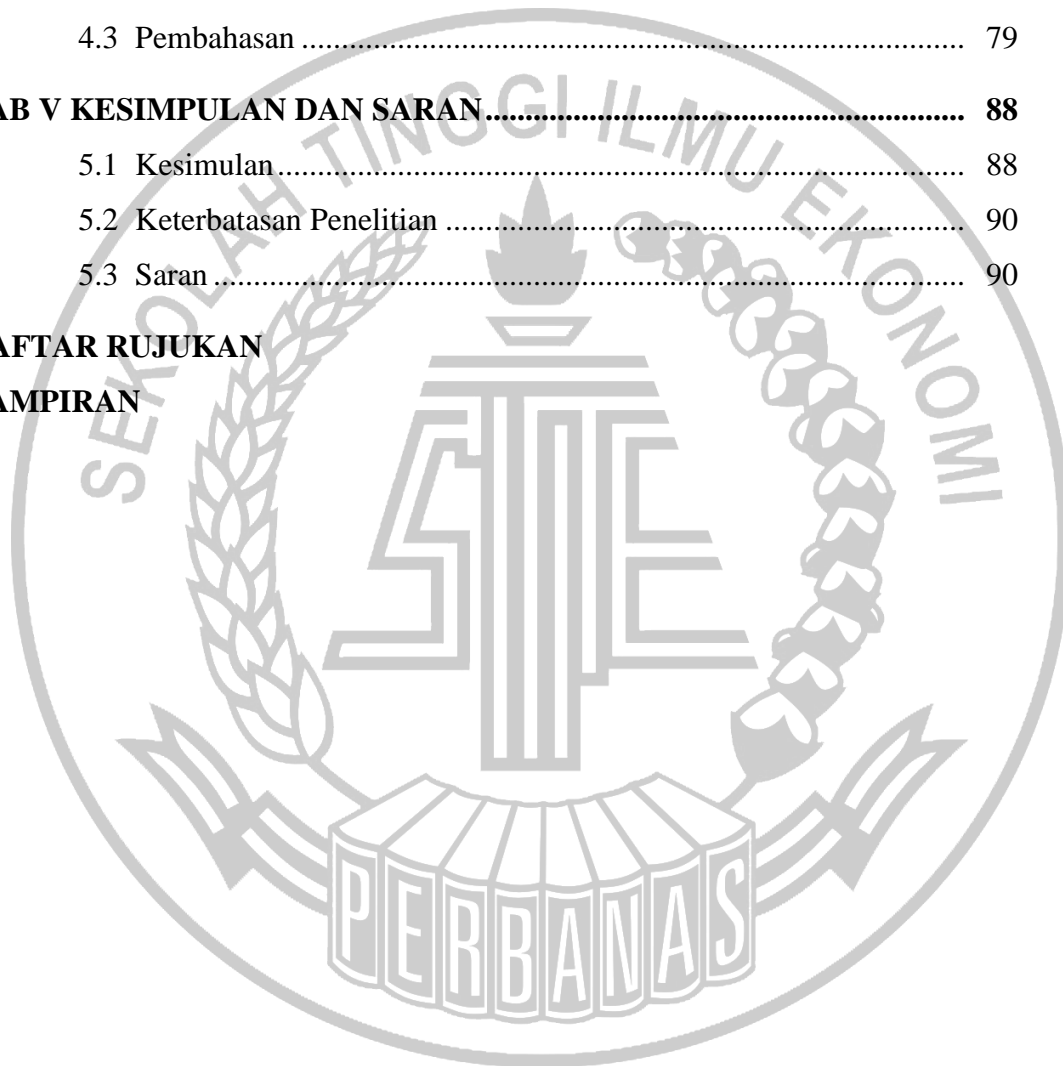 4.3 Pembahasan ..................................................................................... 79
AB V KESIMPULAN DAN SARAN ............................................................. 88
5.1 Kesimulan ........................................................................................ 88
5.2 Keterbatasan Penelitian ................................................................... 90
5.3 Saran ................................................................................................ 90
AFTAR RUJUKAN
AMPIRAN
SEKOLAH TINGGI ILMU EKONOMI
STIE
PERBANAS